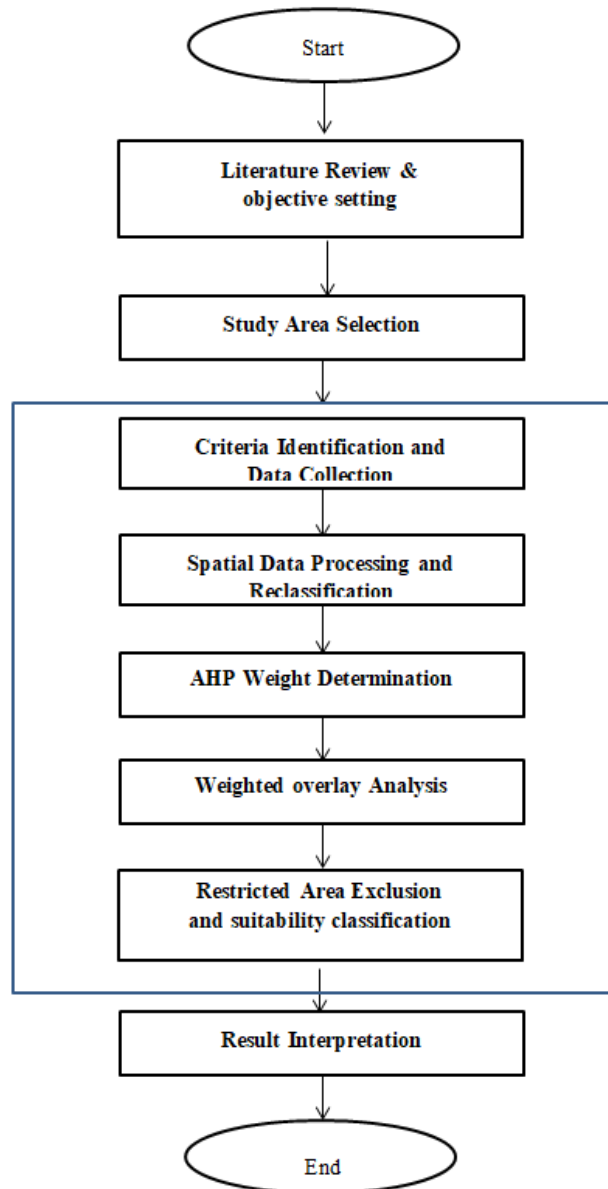 Start
Literature Review &
objective setting
Study Area Selection
Criteria Identification and
Data Collection
Spatial Data Processing and
Reclassification
AHP Weight Determination
Weighted overlay Analysis
Restricted Area Exclusion
and suitability classification
Result Interpretation
End